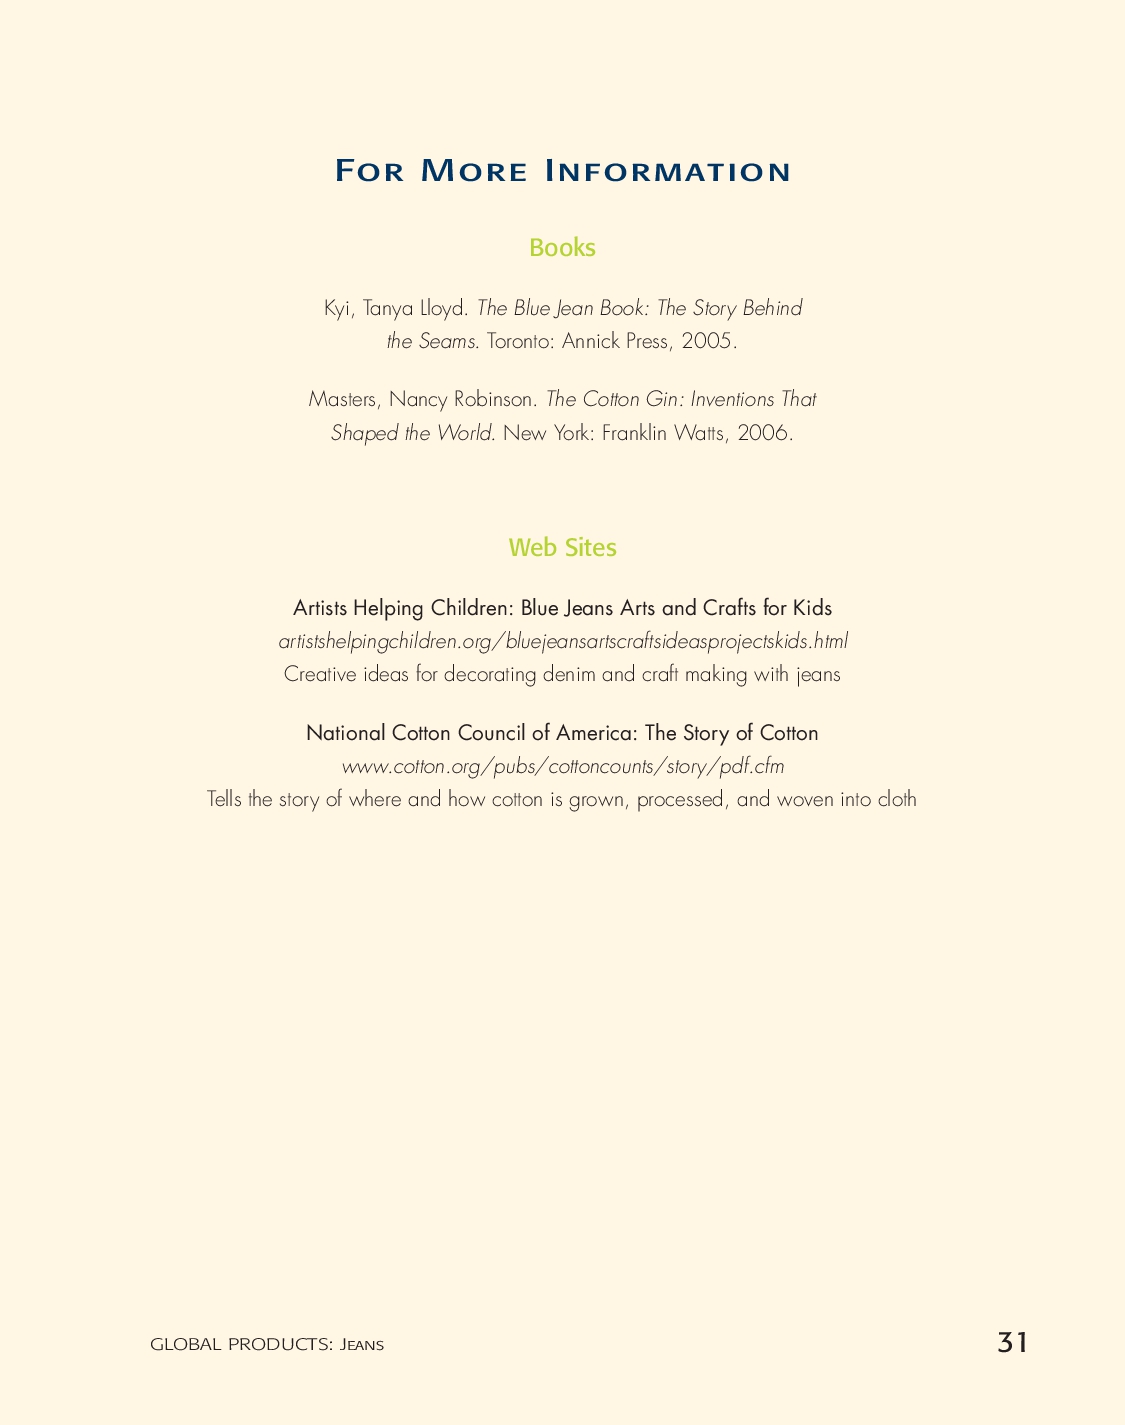 FOR MORE INFORMATION
Books
Kyi, Tanya Lloyd. The Blue Jean Book: The Story Behind
the Seams. Toronto: Annick Press, 2005.
Masters, Nancy Robinson. The Cotton Gin: Inventions That
Shaped the World. New York: Franklin Watts, 2006.
Web Sites
Artists Helping Children: Blue Jeans Arts and Crafts for Kids
artistshelpingchildren.org/bluejeansartscraftsideasprojectskids.html
Creative ideas for decorating denim and craft making with jeans
National Cotton Council of America: The Story of Cotton
www.cotton.org/pubs/cottoncounts/story/pdf.cfm
Tells the story of where and how cotton is grown, processed, and woven into cloth
GLOBAL PRODUCTS: JEANS 31